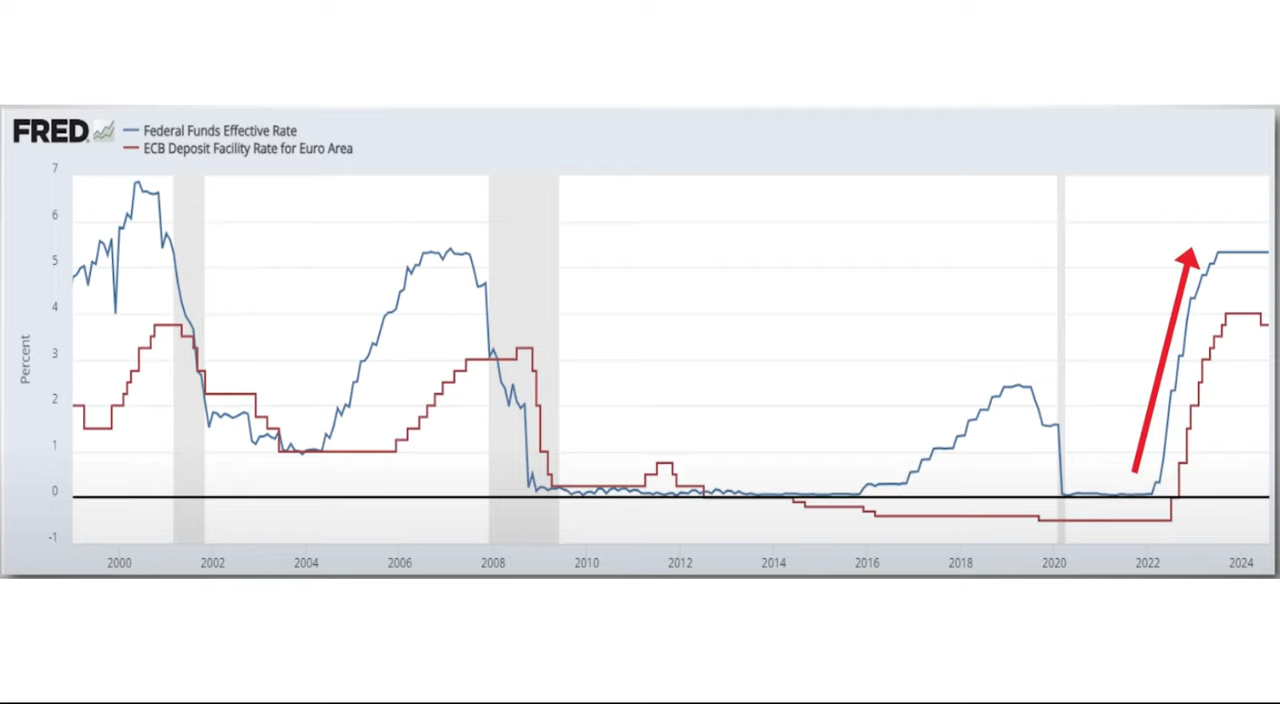 FRED
Federal Funds Effective Rate
ECB Deposit Facility Rate for Euro Area
7
6
5
4
3
2
1
0
-1
Percent
2000 2002 2004 2006 2008 2010 2012 2014 2016 2018 2020 2022 2024